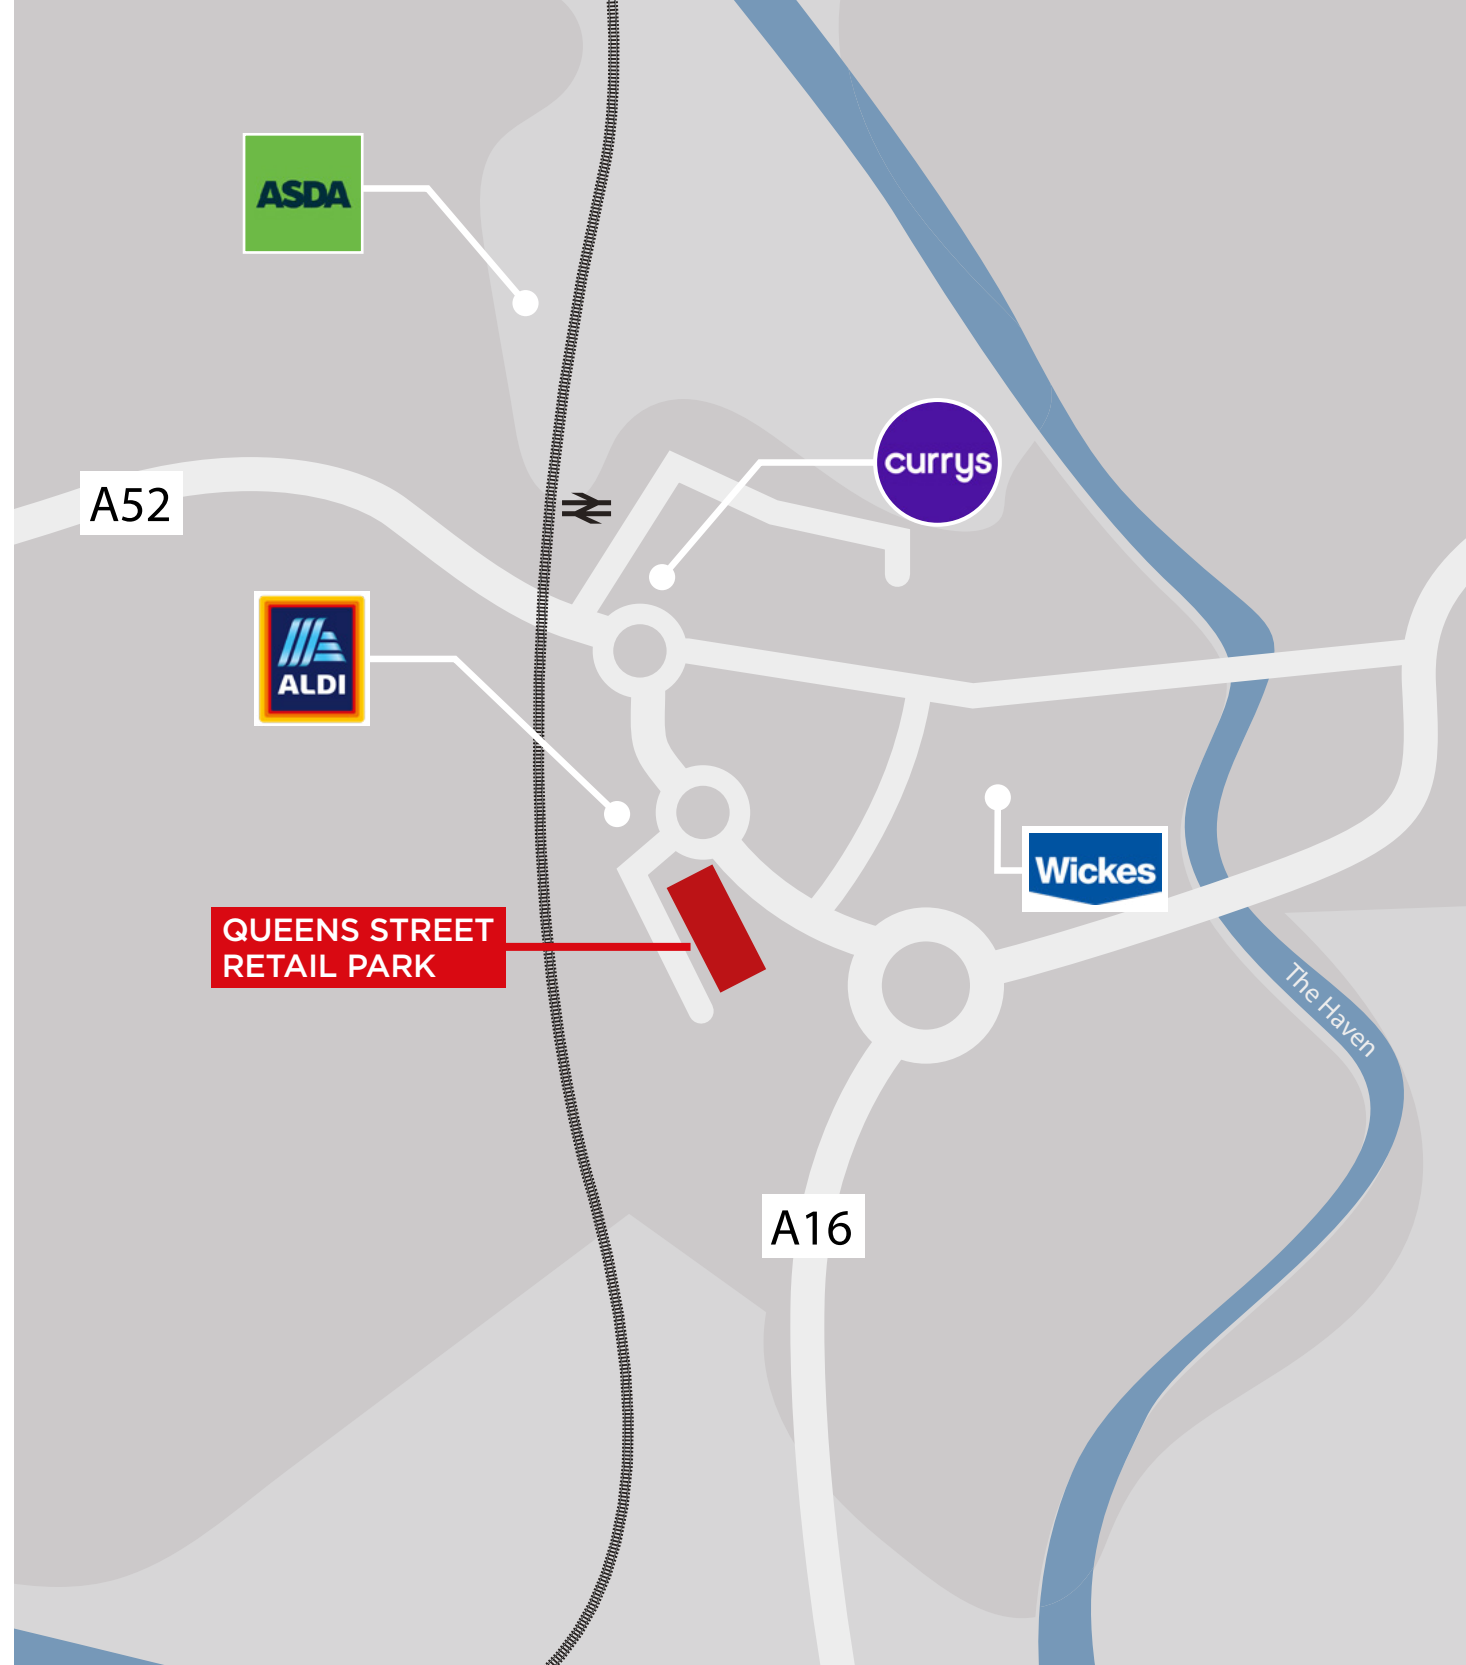 ASDA
currys
A52
ALDI
Wickes
QUEENS STREET
RETAIL PARK
The Haven
A16